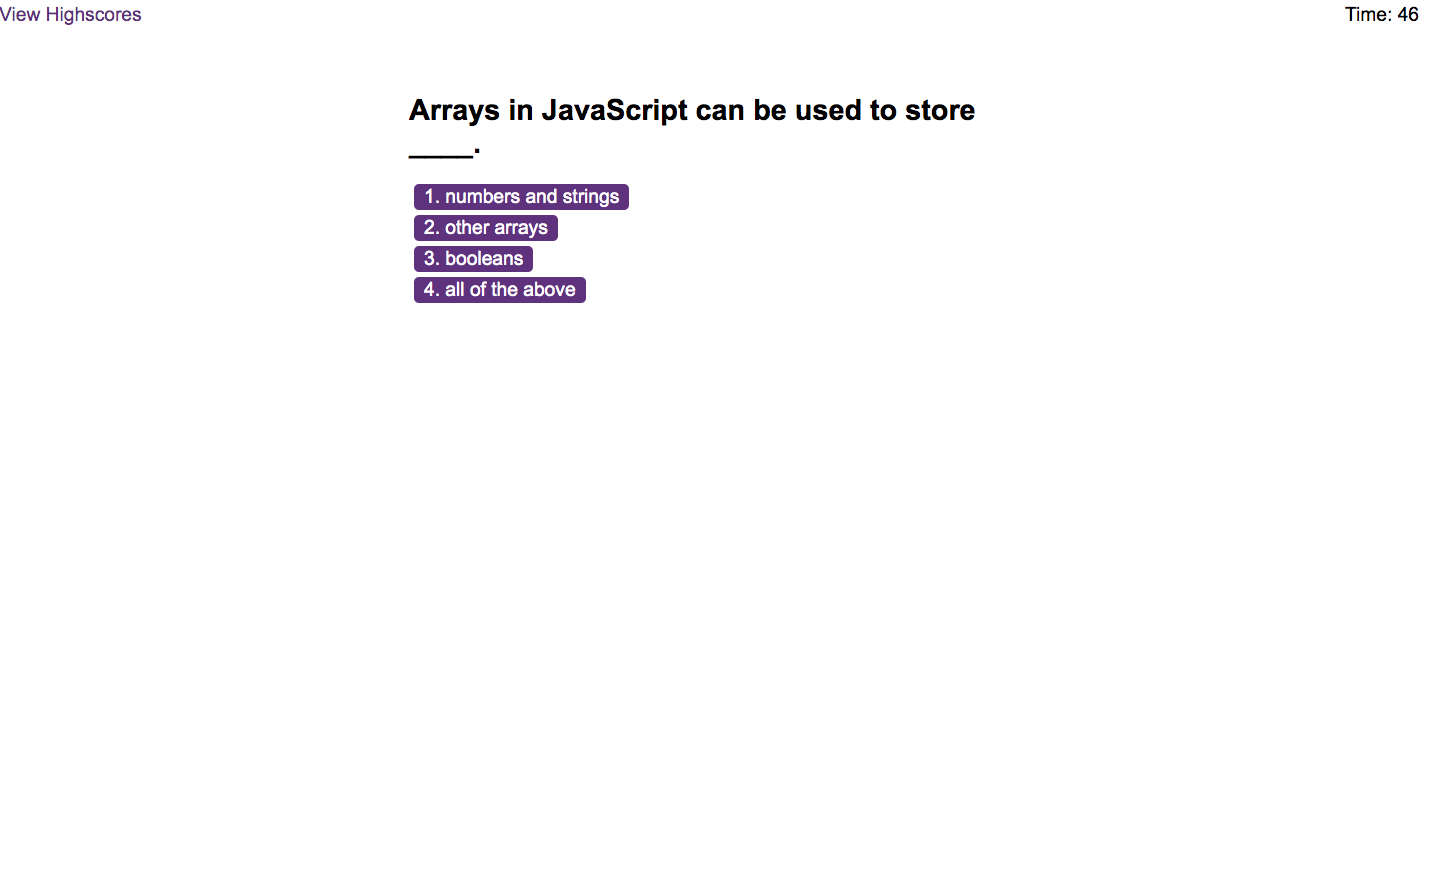 View Highscores
Time: 46
Arrays in JavaScript can be used to store
____.
1. numbers and strings
2. other arrays
3. booleans
4. all of the above